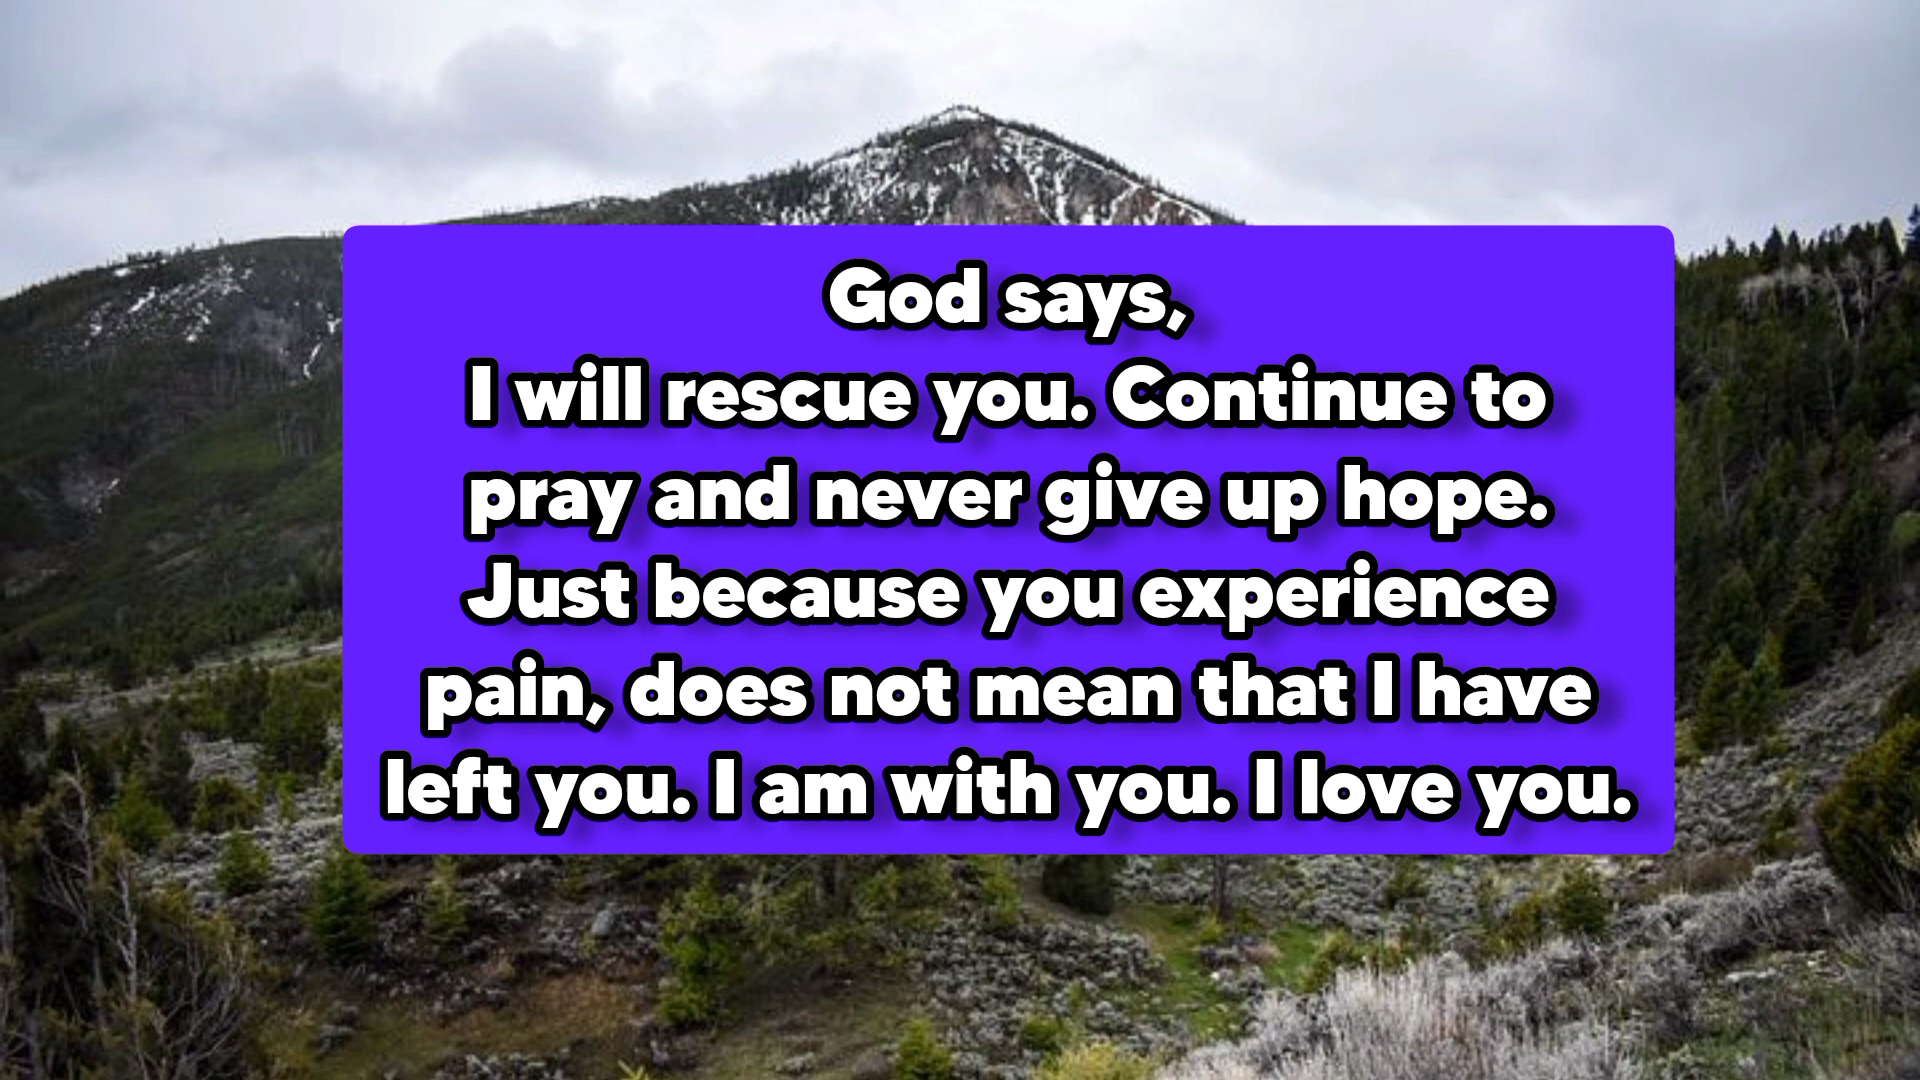 God says,
I will rescue you. Continue to
pray and never give up hope.
Just because you experience
pain, does not mean that I have
left you. I am with you. I love you.